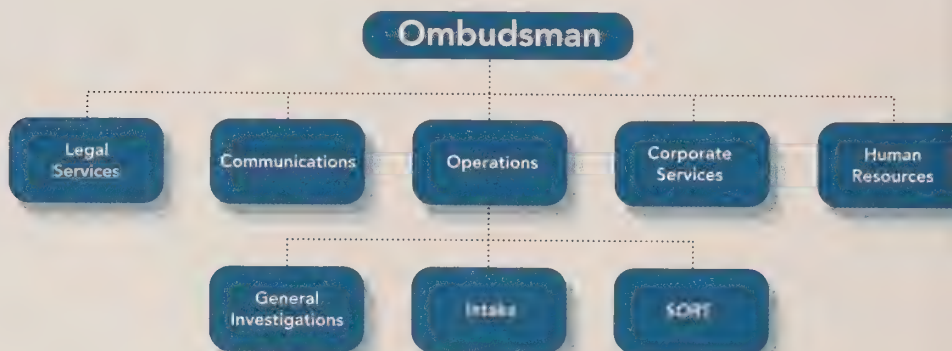 Ombudsman
Legal
Services
Communications
Operations
Corporate
Services
Human
Resources
General
Investigations
Intake
SORT